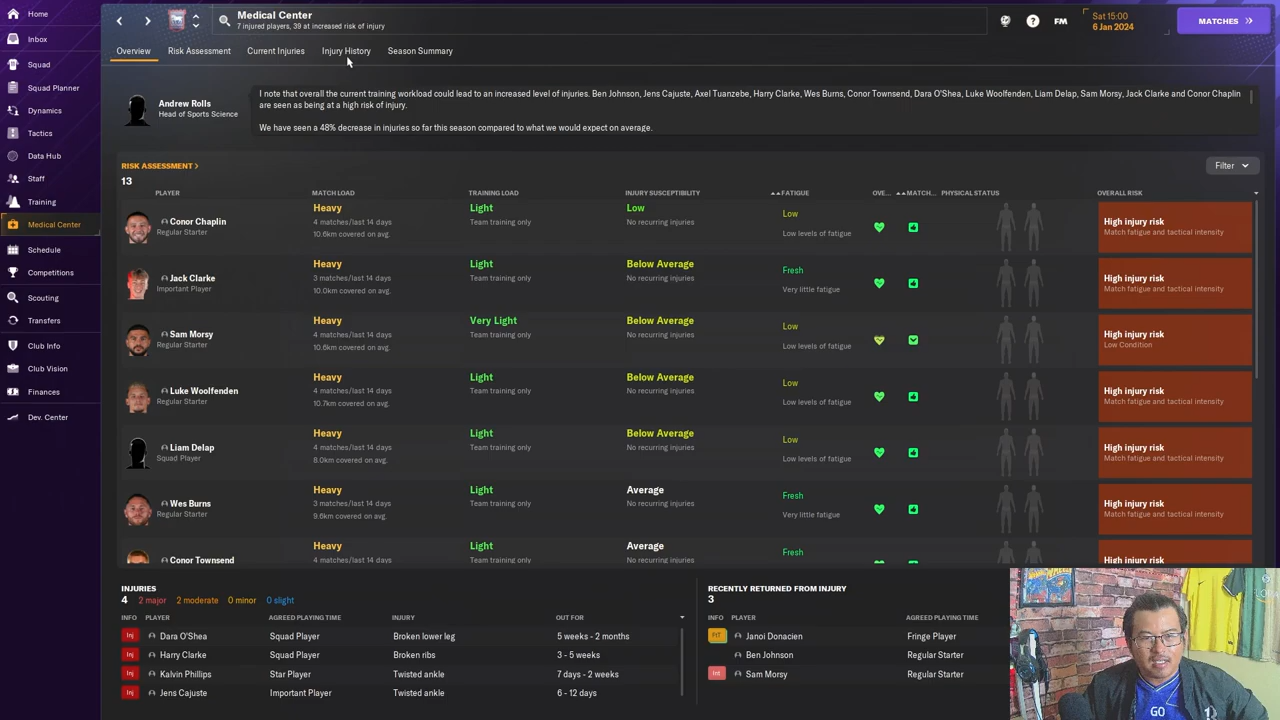 Home
Inbox
Squad
Squad Planner
Dynamics
Tactics
Data Hub
Staff
Training
Medical Center
Schedule
Competitions
Scouting
Transfers
Club Info
Club Vision
Finances
Dev. Center
Medical Center
7 injured players, 39 at increased risk of injury
FM
Sat 15:00
6 Jan 2024
MATCHES
Overview
Risk Assessment
Current Injuries
Injury History
Season Summary
Andrew Rolls
Head of Sports Science
I note that overall the current training workload could lead to an increased level of injuries. Ben Johnson, Jens Cajuste, Axel Tuanzebe, Harry Clarke, Wes Burns, Conor Townsend, Dara O'Shea, Luke Woolfenden, Liam Delap, Sam Morsy, Jack Clarke and Conor Chaplin
are seen as being at a high risk of injury.
We have seen a 48% decrease in injuries so far this season compared to what we would expect on average.
RISK ASSESSMENT >
13
Filter
PLAYER MATCH LOAD TRAINING LOAD INJURY SUSCEPTIBILITY FATIGUE OVE... MATCH... PHYSICAL STATUS OVERALL RISK
Conor Chaplin
Regular Starter
Heavy
4 matches/last 14 days
10.6km covered on avg.
Light
Team training only
Low
No recurring injuries
Low
Low levels of fatigue
High injury risk
Match fatigue and tactical intensity
Jack Clarke
Important Player
Heavy
3 matches/last 14 days
10.0km covered on avg.
Light
Team training only
Below Average
No recurring injuries
Fresh
Very little fatigue
High injury risk
Match fatigue and tactical intensity
Sam Morsy
Regular Starter
Heavy
4 matches/last 14 days
10.6km covered on avg.
Very Light
Team training only
Below Average
No recurring injuries
Low
Low levels of fatigue
High injury risk
Low Condition
Luke Woolfenden
Regular Starter
Heavy
4 matches/last 14 days
10.7km covered on avg.
Light
Team training only
Below Average
No recurring injuries
Low
Low levels of fatigue
High injury risk
Match fatigue and tactical intensity
Liam Delap
Squad Player
Heavy
4 matches/last 14 days
8.0km covered on avg.
Light
Team training only
Below Average
No recurring injuries
Low
Low levels of fatigue
High injury risk
Match fatigue and tactical intensity
Wes Burns
Regular Starter
Heavy
3 matches/last 14 days
9.6km covered on avg.
Light
Team training only
Average
No recurring injuries
Fresh
Very little fatigue
High injury risk
Match fatigue and tactical intensity
Conor Townsend
Heavy
4 matches/last 14 days
Light
Team training only
Average
No recurring injuries
Fresh
High injury risk
INJURIES
4 2 major 2 moderate 0 minor 0 slight
INFO PLAYER AGREED PLAYING TIME INJURY OUT FOR
Inj Dara O'Shea Squad Player Broken lower leg 5 weeks - 2 months
Inj Harry Clarke Squad Player Broken ribs 3 - 5 weeks
Inj Kalvin Phillips Star Player Twisted ankle 7 days - 2 weeks
Inj Jens Cajuste Important Player Twisted ankle 6 - 12 days
RECENTLY RETURNED FROM INJURY
3
INFO PLAYER AGREED PLAYING TIME
Janoi Donacien Fringe Player
Ben Johnson Regular Starter
Int Sam Morsy Regular Starter
GO